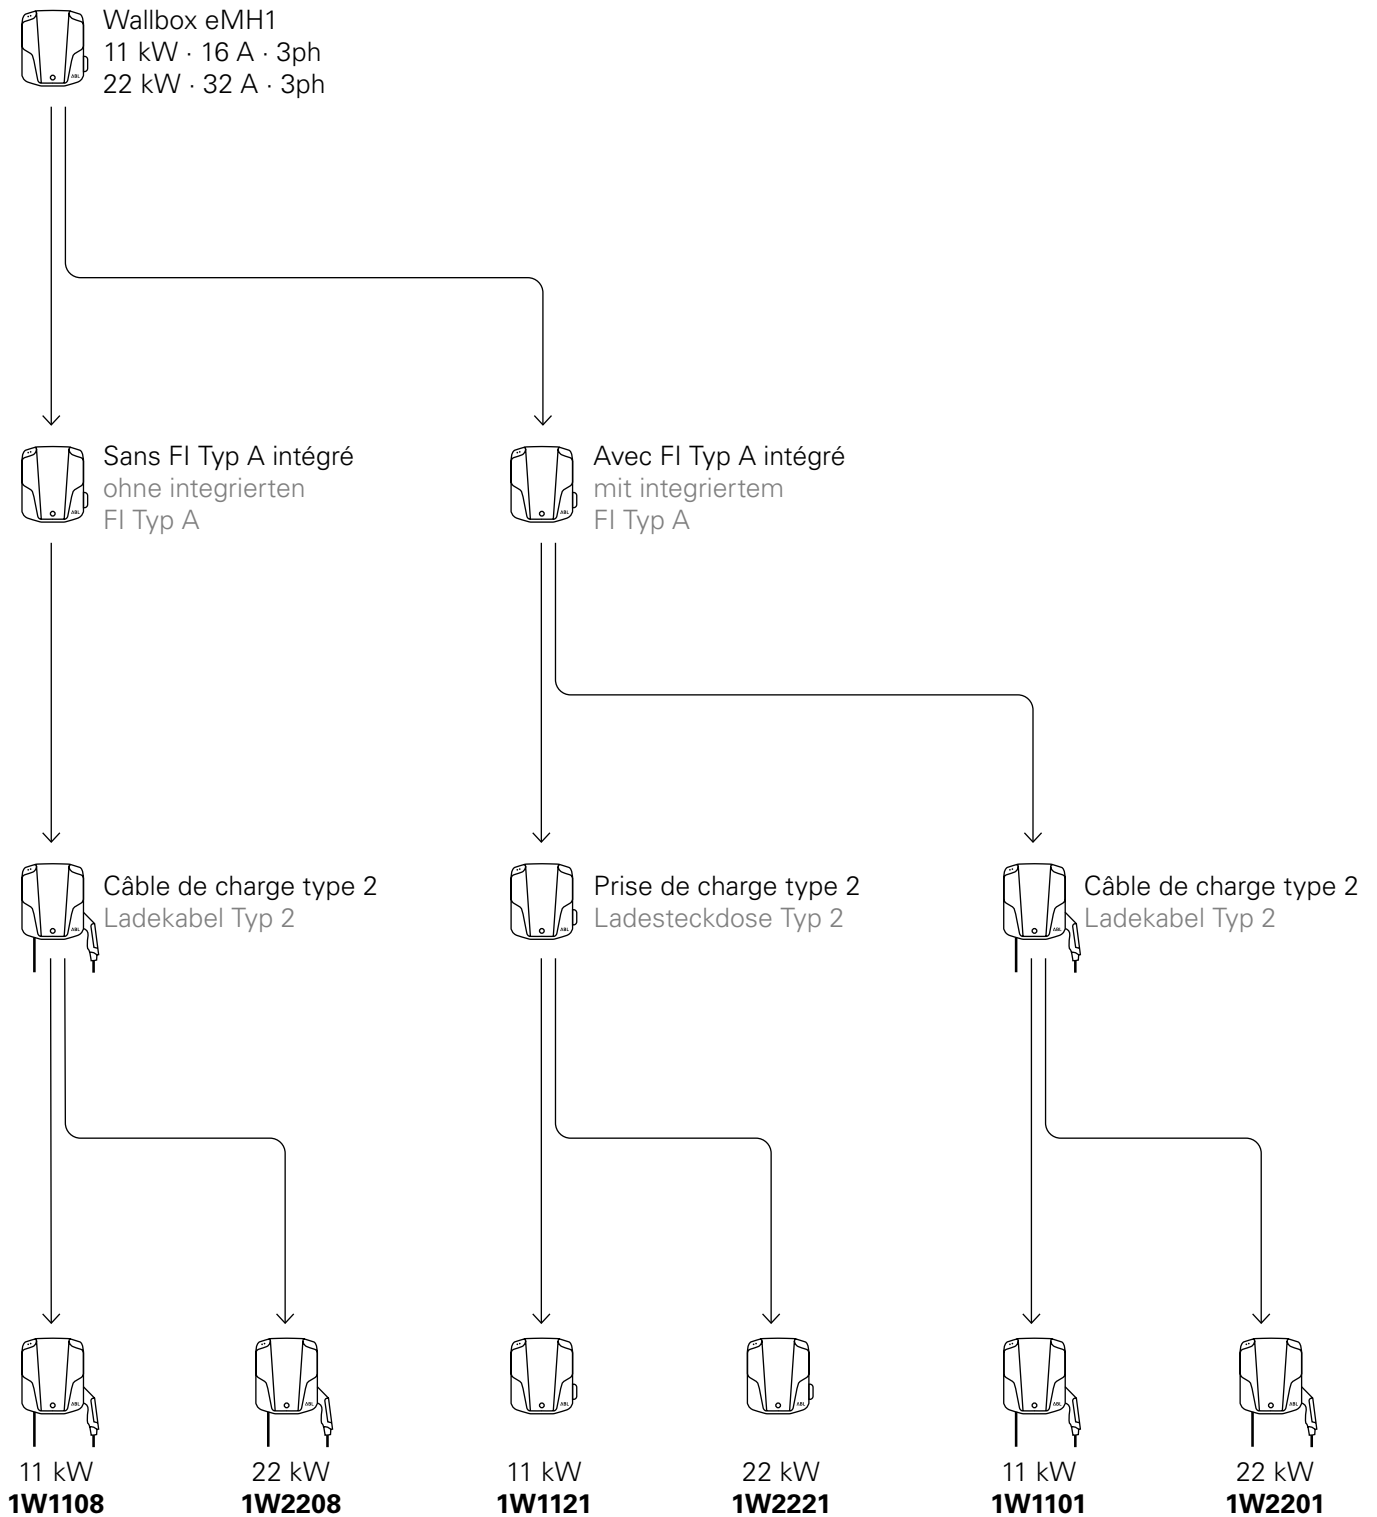 Wallbox eMH1
11 kW · 16 A · 3ph
22 kW · 32 A · 3ph
Sans FI Typ A intégré
ohne integrierten
FI Typ A
Avec FI Typ A intégré
mit integriertem
FI Typ A
Câble de charge type 2
Ladekabel Typ 2
Prise de charge type 2
Ladesteckdose Typ 2
Câble de charge type 2
Ladekabel Typ 2
11 kW
1W1108
22 kW
1W2208
11 kW
1W1121
22 kW
1W2221
11 kW
1W1101
22 kW
1W2201